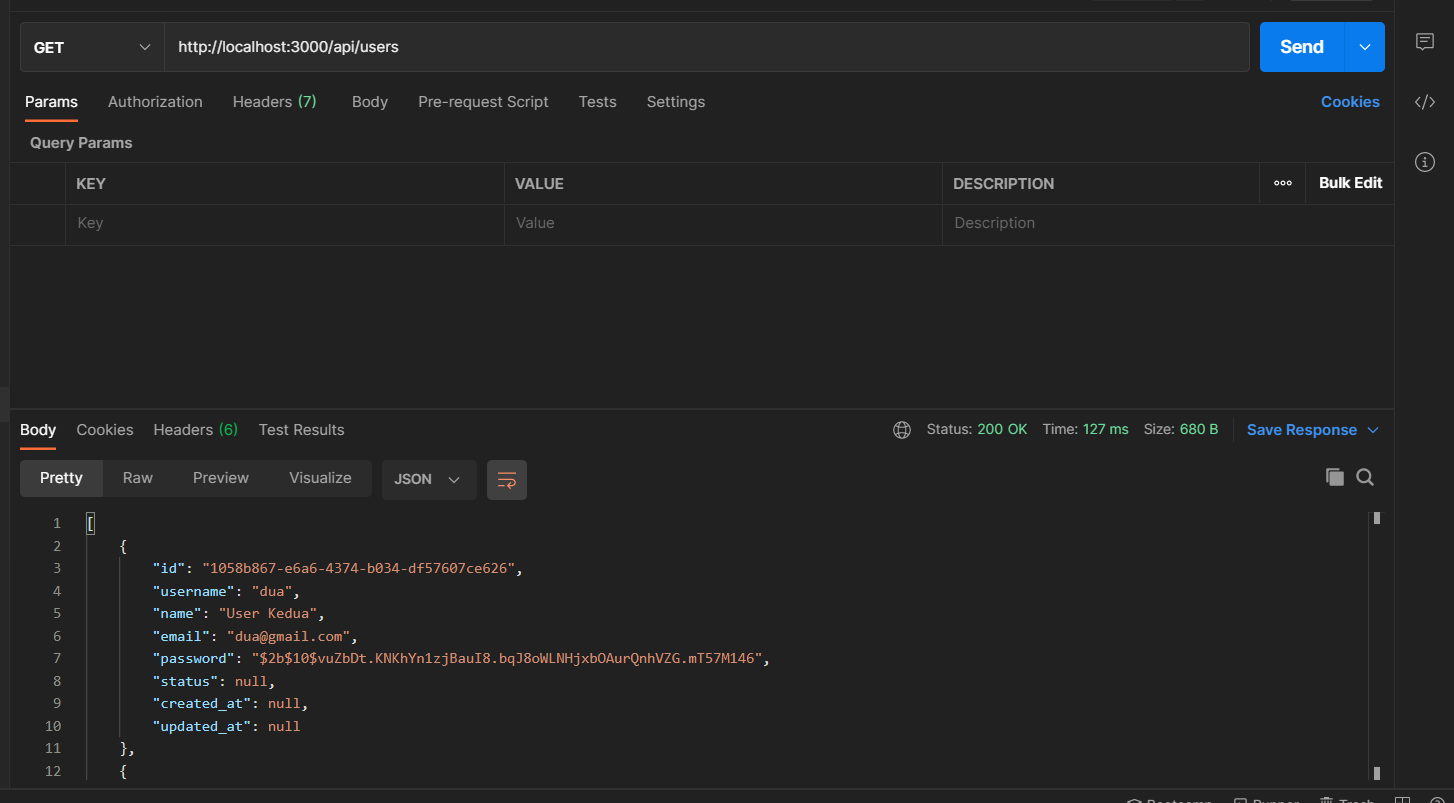 GET http://localhost:3000/api/users Send
Params Authorization Headers (7) Body Pre-request Script Tests Settings Cookies
Query Params
KEY VALUE DESCRIPTION Bulk Edit
Key Value Description
Body Cookies Headers (6) Test Results Status: 200 OK Time: 127 ms Size: 680 B Save Response
Pretty Raw Preview Visualize JSON
1 [
2 {
3 "id": "1058b867-e6a6-4374-b034-df57607ce626",
4 "username": "dua",
5 "name": "User Kedua",
6 "email": "dua@gmail.com",
7 "password": "$2b$10$vuZbDt.KNKhYn1zjBauI8.bqJ8oWLNHjxbOAurQnhVZG.mT57M146",
8 "status": null,
9 "created_at": null,
10 "updated_at": null
11 },
12 {
Bootcamp Runner Trash